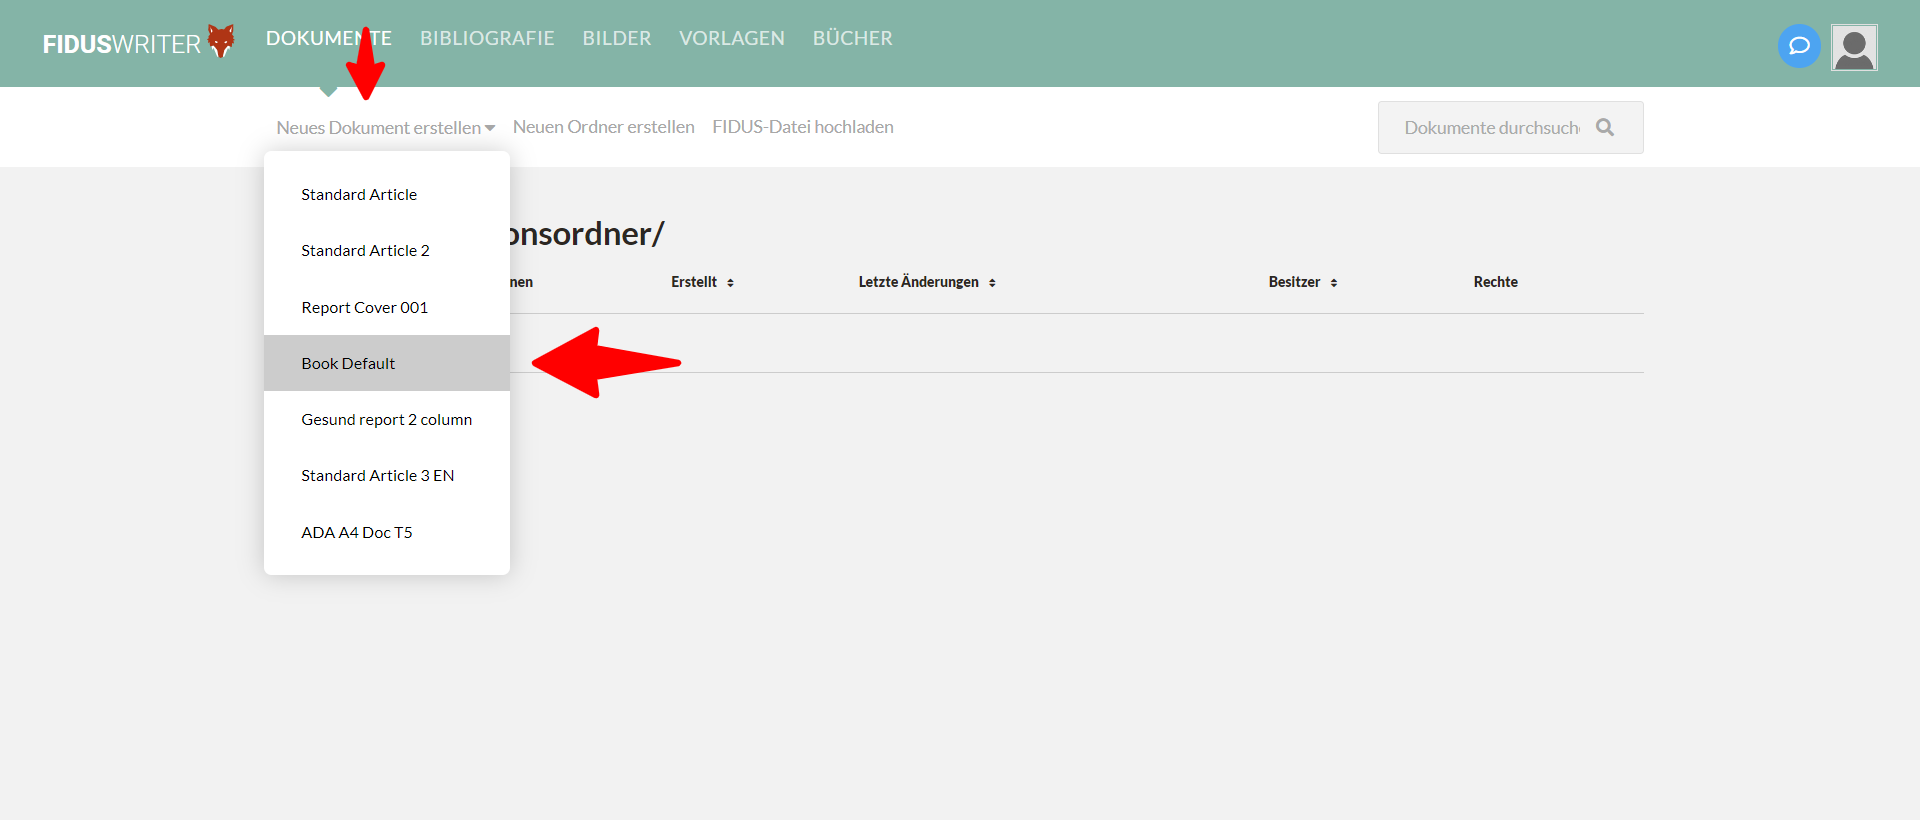 FIDUSWRITER
DOKUMENTE BIBLIOGRAFIE BILDER VORLAGEN BÜCHER
Neues Dokument erstellen Neuen Ordner erstellen FIDUS-Datei hochladen Dokumente durchsuch
Standard Article
Standard Article 2
Report Cover 001
Book Default
Gesund report 2 column
Standard Article 3 EN
ADA A4 Doc T5
onsordner/
nen Erstellt Letzte Änderungen Besitzer Rechte